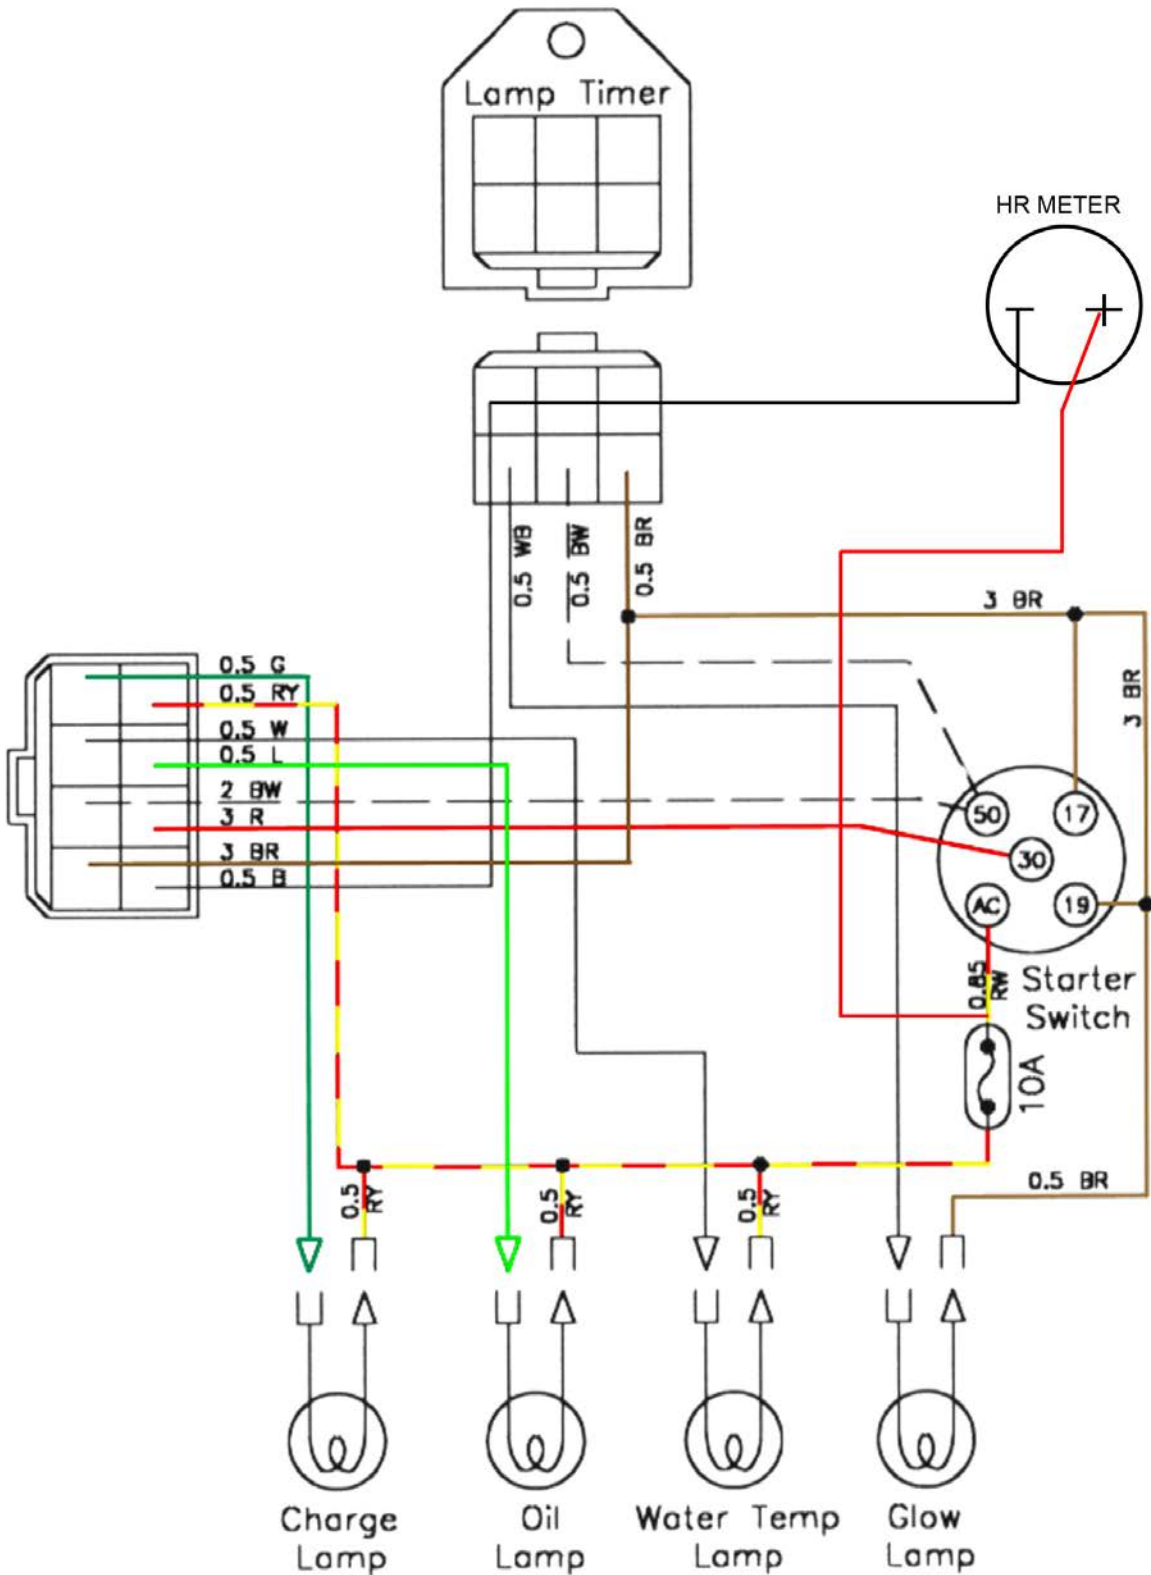 Lamp Timer
HR METER
0.5 WB
0.5 BW
0.5 BR
3 BR
3 BR
0.5 G
0.5 RY
0.5 W
0.5 L
2 BW
3 R
3 BR
0.5 B
50
17
30
AC
19
0.85
RW
Starter
Switch
10A
0.5
RY
0.5
RY
0.5
RY
0.5 BR
Charge
Lamp
Oil
Lamp
Water Temp
Lamp
Glow
Lamp